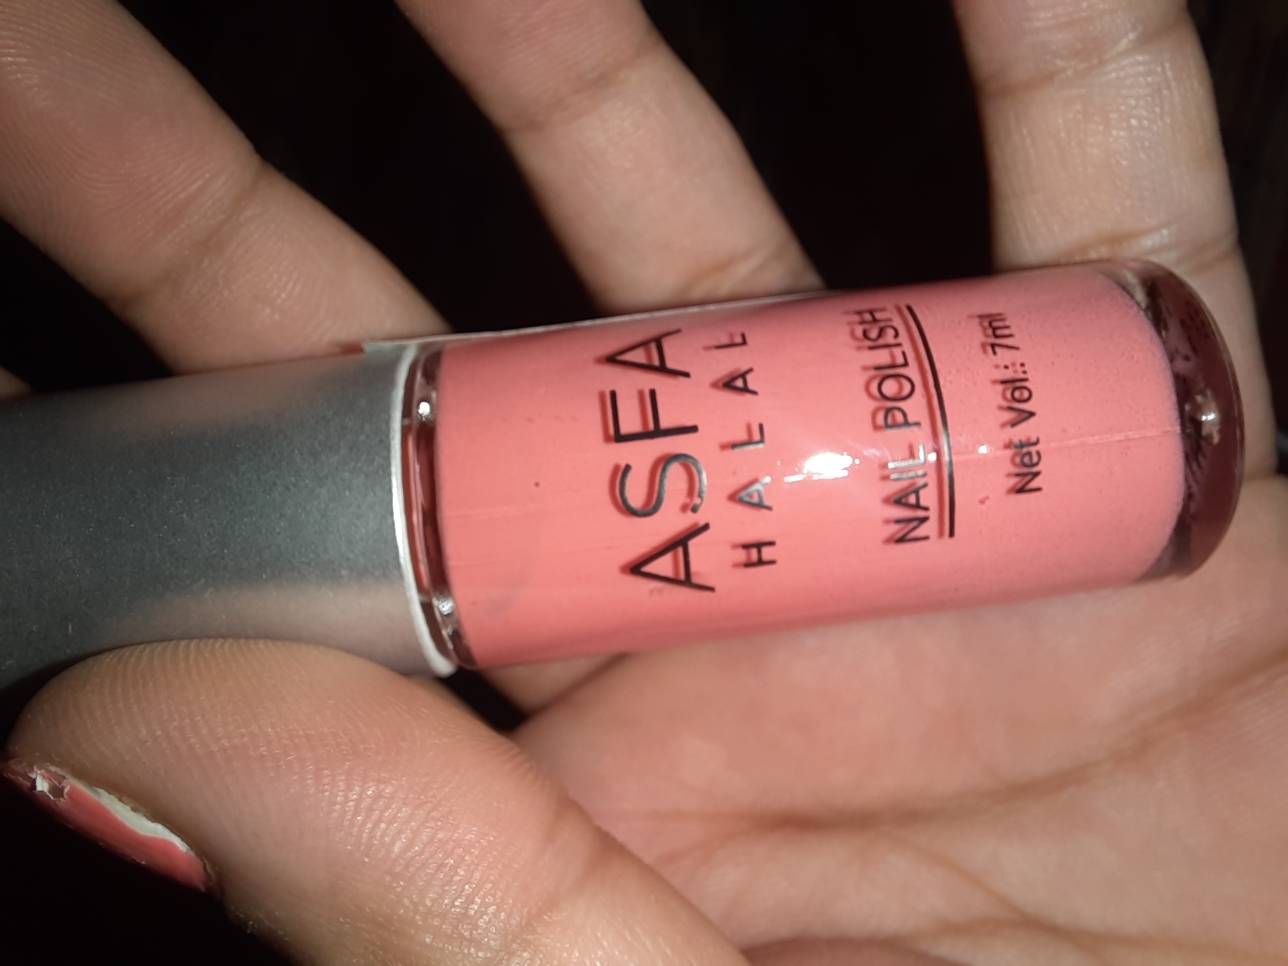 ASFA
HALAL
NAIL POLISH
Net Vol.: 7ml